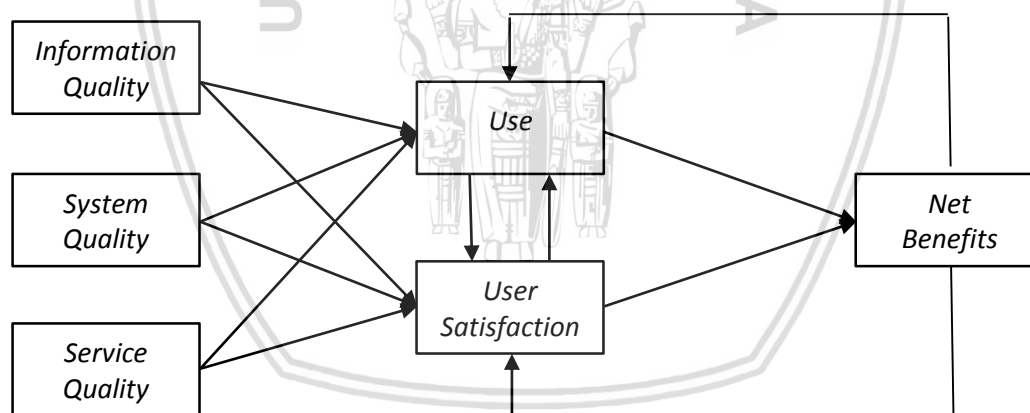 Information
Quality
Use
System
Quality
Net
Benefits
User
Satisfaction
Service
Quality
U
A